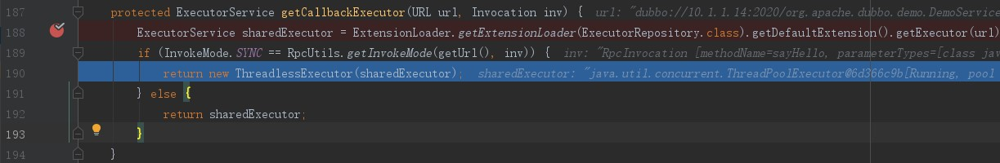 187 protected ExecutorService getCallbackExecutor(URL url, Invocation inv) { url: "dubbo://10.1.1.14:2020/org.apache.dubbo.demo.DemoService
188 ExecutorService sharedExecutor = ExtensionLoader.getExtensionLoader(ExecutorRepository.class).getDefaultExtension().getExecutor(url)
189 if (InvokeMode.SYNC == RpcUtils.getInvokeMode(getUrl(), inv)) { inv: "RpcInvocation [methodName=sayHello, parameterTypes=[class jav
190 return new ThreadlessExecutor(sharedExecutor); sharedExecutor: "java.util.concurrent.ThreadPoolExecutor@6d366c9b[Running, pool
191 } else {
192 return sharedExecutor;
193 }
194 }